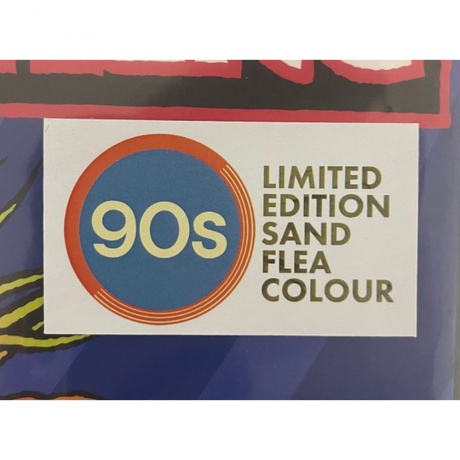 90s
LIMITED
EDITION
SAND
FLEA
COLOUR